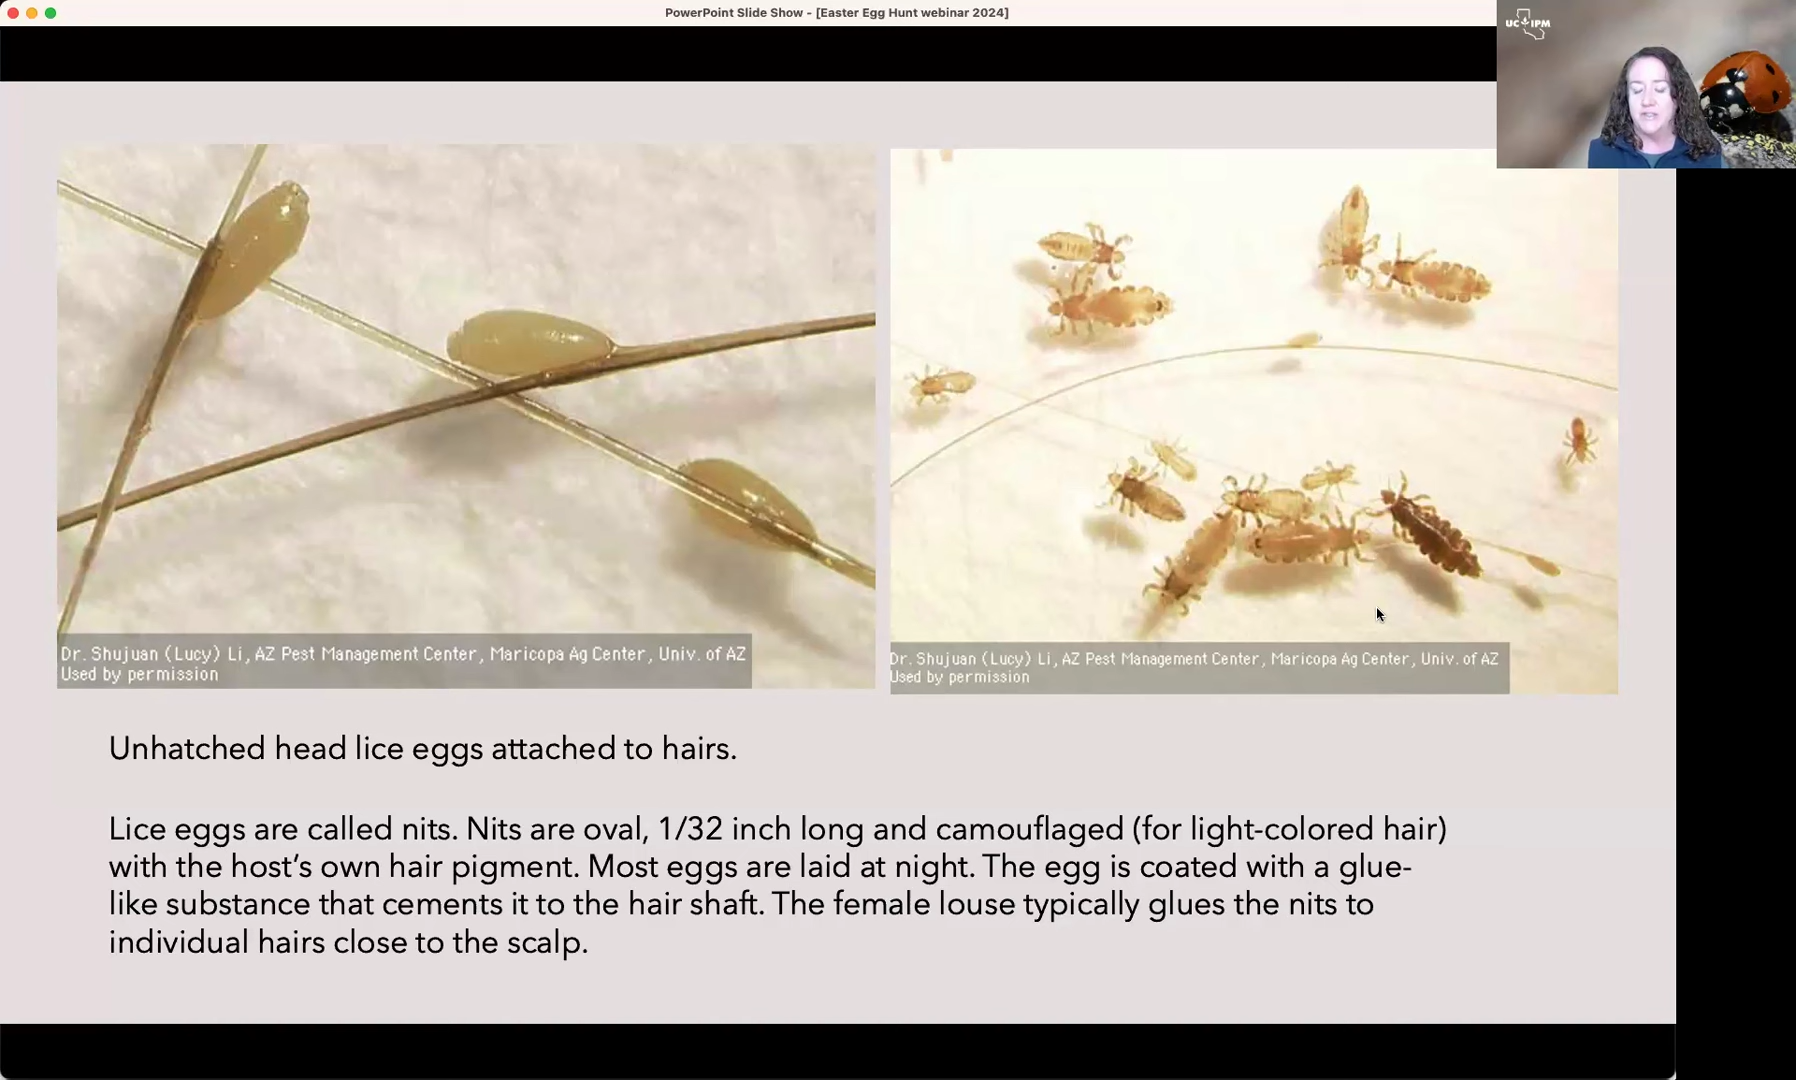 PowerPoint Slide Show - [Easter Egg Hunt webinar 2024]
UC IPM
Dr. Shujuan (Lucy) Li, AZ Pest Management Center, Maricopa Ag Center, Univ. of AZ
Used by permission
Dr. Shujuan (Lucy) Li, AZ Pest Management Center, Maricopa Ag Center, Univ. of AZ
Used by permission
Unhatched head lice eggs attached to hairs.
Lice eggs are called nits. Nits are oval, 1/32 inch long and camouflaged (for light-colored hair)
with the host’s own hair pigment. Most eggs are laid at night. The egg is coated with a glue-
like substance that cements it to the hair shaft. The female louse typically glues the nits to
individual hairs close to the scalp.